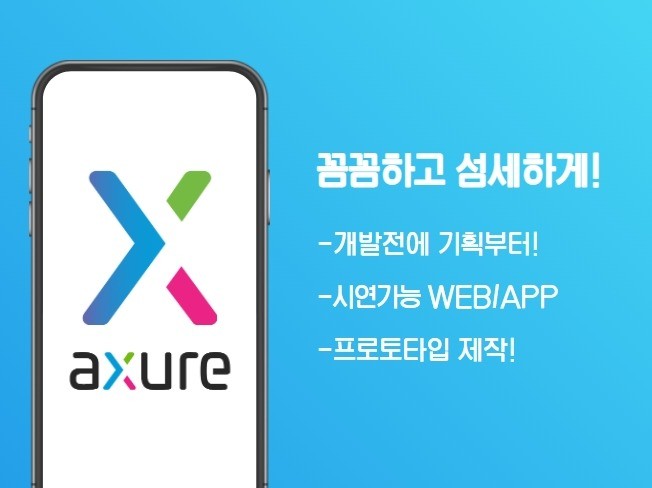 axure
꼼꼼하고 섬세하게!
-개발전에 기획부터!
-시연가능 WEB/APP
-프로토타입 제작!